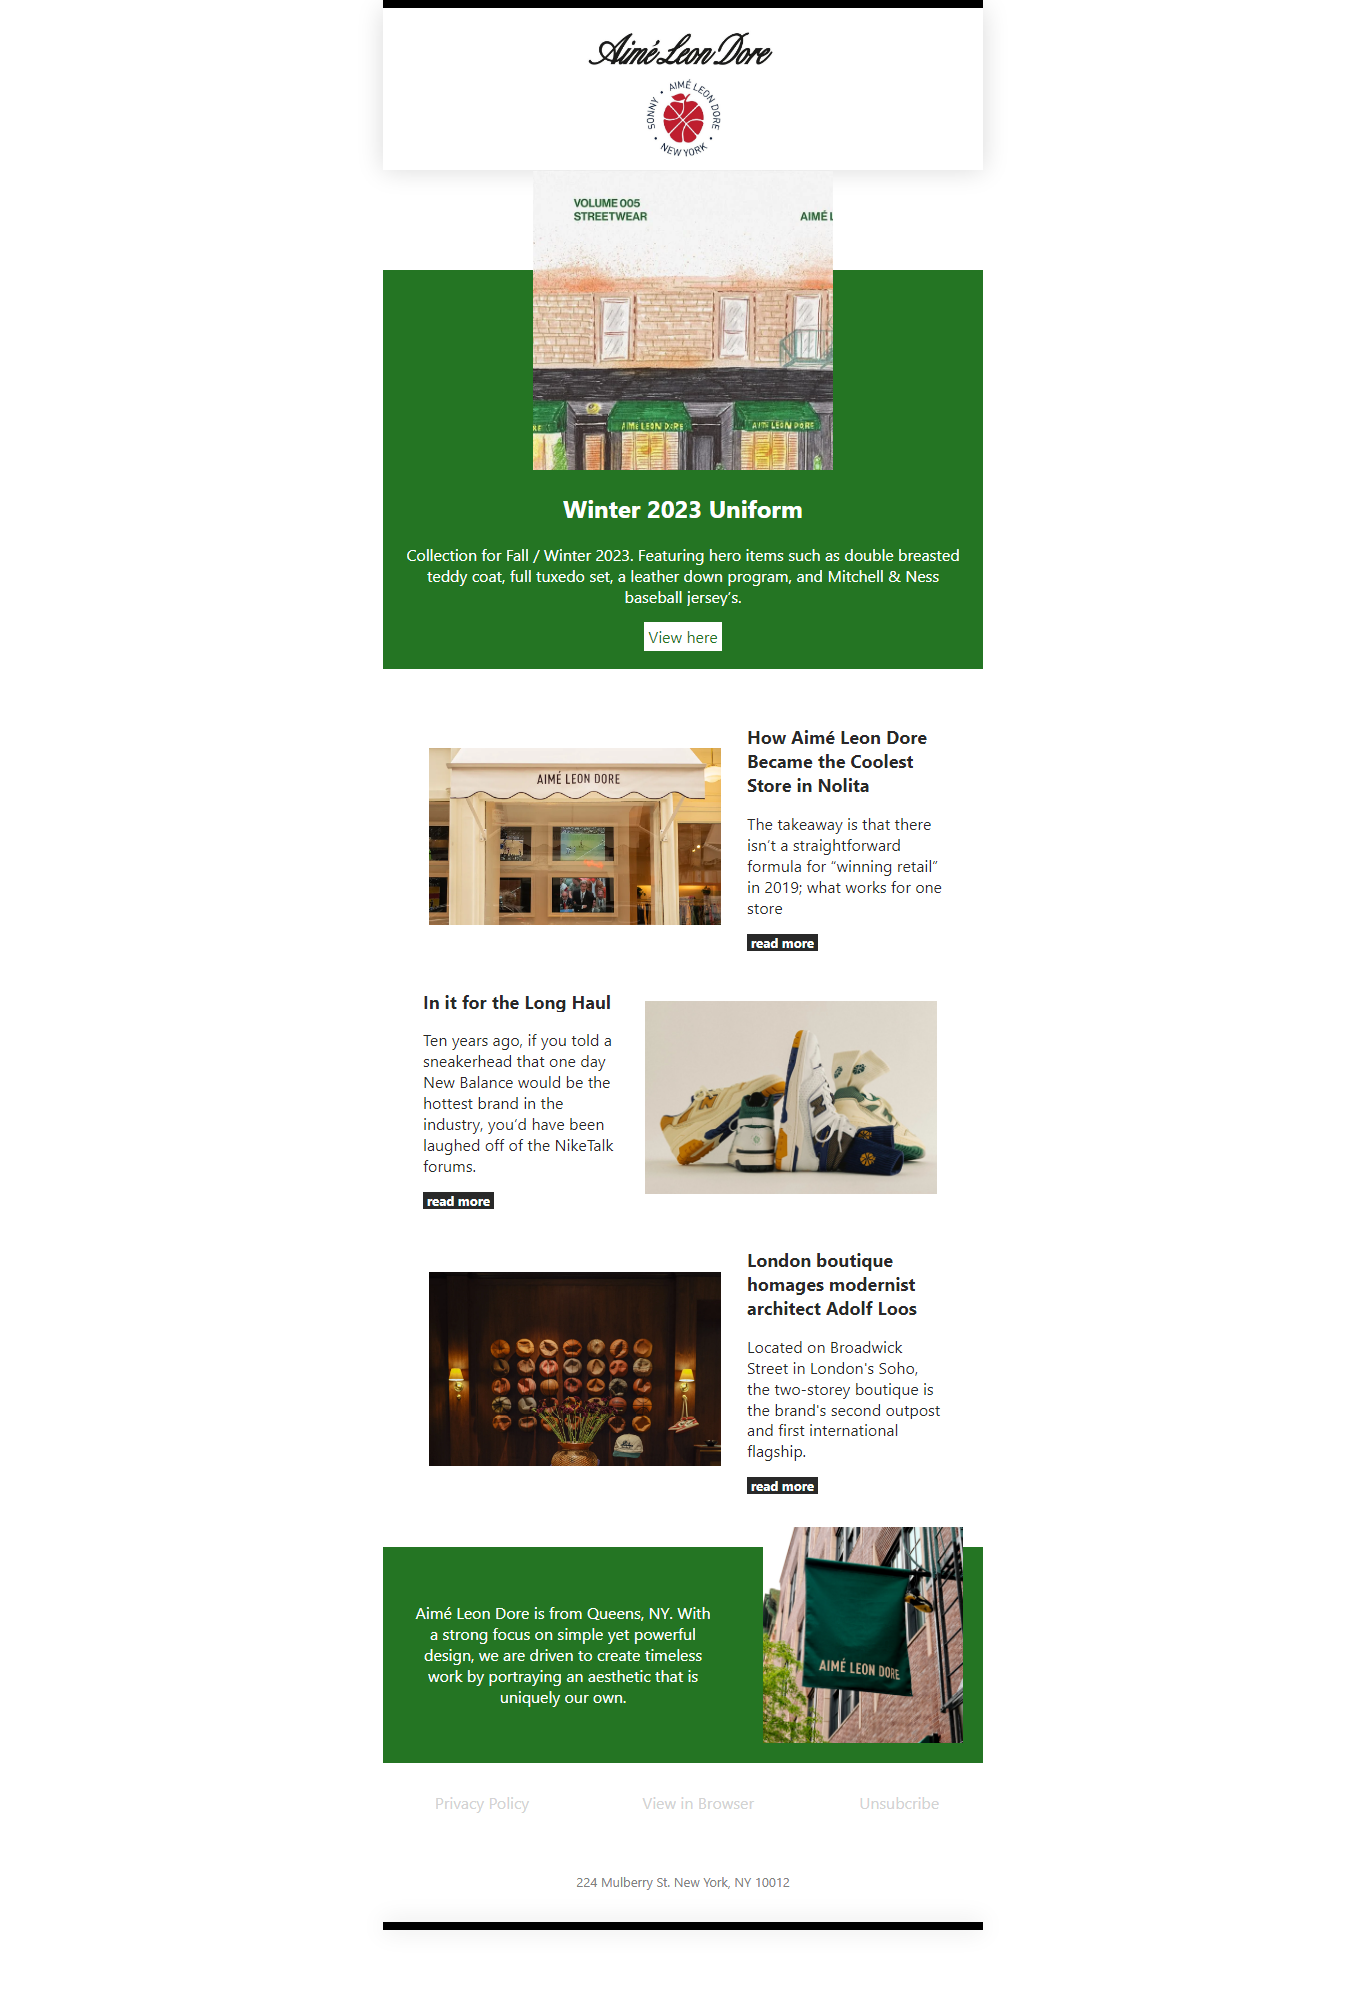 Aimé Leon Dore
SONNY • AIMÉ LEON DORE • NEW YORK •
VOLUME 005
STREETWEAR
AIMÉ L
AIMÉ LEON DORE
AIMÉ LEON DORE
RE
Winter 2023 Uniform
Collection for Fall / Winter 2023. Featuring hero items such as double breasted
teddy coat, full tuxedo set, a leather down program, and Mitchell & Ness
baseball jersey’s.
View here
AIMÉ LEON DORE
How Aimé Leon Dore
Became the Coolest
Store in Nolita
The takeaway is that there
isn’t a straightforward
formula for “winning retail”
in 2019; what works for one
store
read more
In it for the Long Haul
Ten years ago, if you told a
sneakerhead that one day
New Balance would be the
hottest brand in the
industry, you’d have been
laughed off of the NikeTalk
forums.
read more
London boutique
homages modernist
architect Adolf Loos
Located on Broadwick
Street in London's Soho,
the two-storey boutique is
the brand's second outpost
and first international
flagship.
read more
Aimé Leon Dore is from Queens, NY. With
a strong focus on simple yet powerful
design, we are driven to create timeless
work by portraying an aesthetic that is
uniquely our own.
AIMÉ LEON DORE
Privacy Policy
View in Browser
Unsubcribe
224 Mulberry St. New York, NY 10012